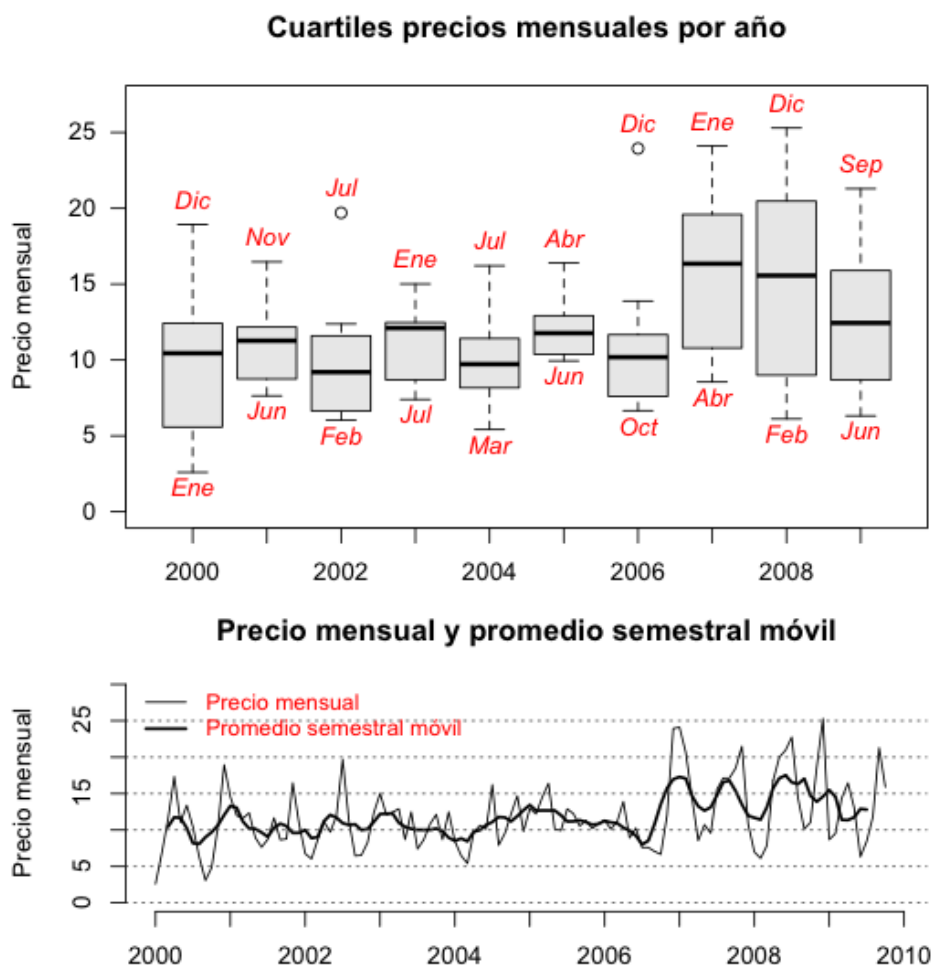 Cuartiles precios mensuales por año
Precio mensual
25
20
15
10
5
0
Dic
Ene
Nov
Jun
Jul
Feb
Ene
Jul
Jul
Mar
Abr
Jun
Dic
Oct
Ene
Abr
Dic
Feb
Sep
Jun
2000 2002 2004 2006 2008
Precio mensual y promedio semestral móvil
Precio mensual
25
15
5
0
Precio mensual
Promedio semestral móvil
2000 2002 2004 2006 2008 2010